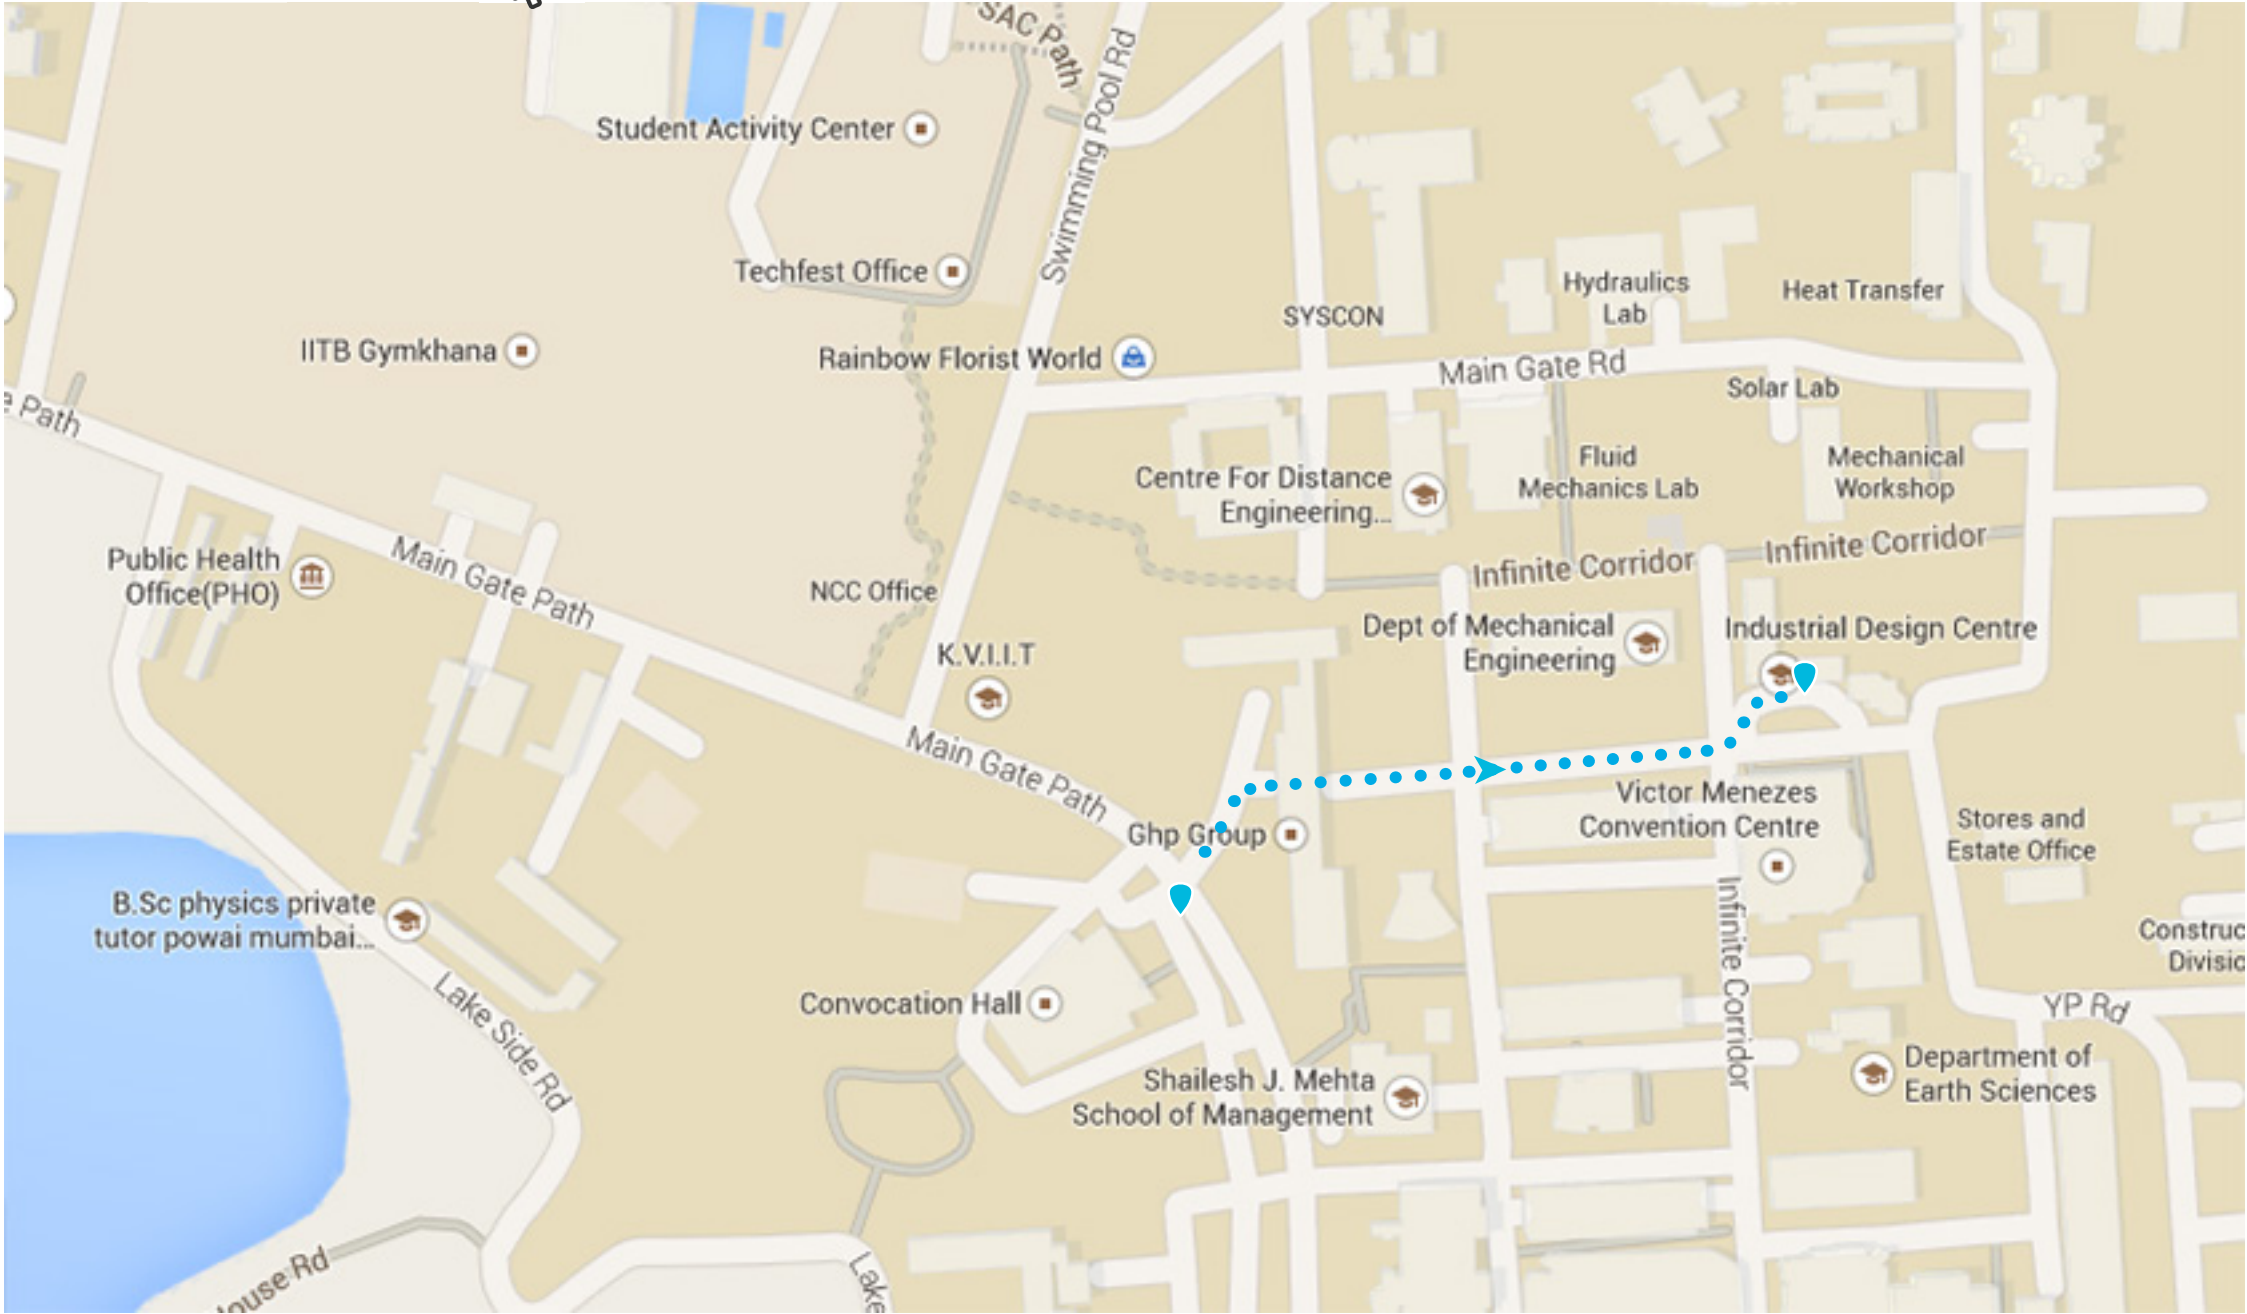 SAC Path
Swimming Pool Rd
Student Activity Center
Techfest Office
IITB Gymkhana
Rainbow Florist World
SYSCON
Hydraulics
Lab
Heat Transfer
Main Gate Rd
Solar Lab
e Path
Centre For Distance
Engineering...
Fluid
Mechanics Lab
Mechanical
Workshop
Infinite Corridor
Infinite Corridor
Public Health
Office(PHO)
Main Gate Path
NCC Office
K.V.I.I.T
Dept of Mechanical
Engineering
Industrial Design Centre
Main Gate Path
Ghp Group
Victor Menezes
Convention Centre
Stores and
Estate Office
B.Sc physics private
tutor powai mumbai...
Infinite Corridor
Construc
Divisic
Lake Side Rd
Convocation Hall
YP Rd
Shailesh J. Mehta
School of Management
Department of
Earth Sciences
House Rd
Lake